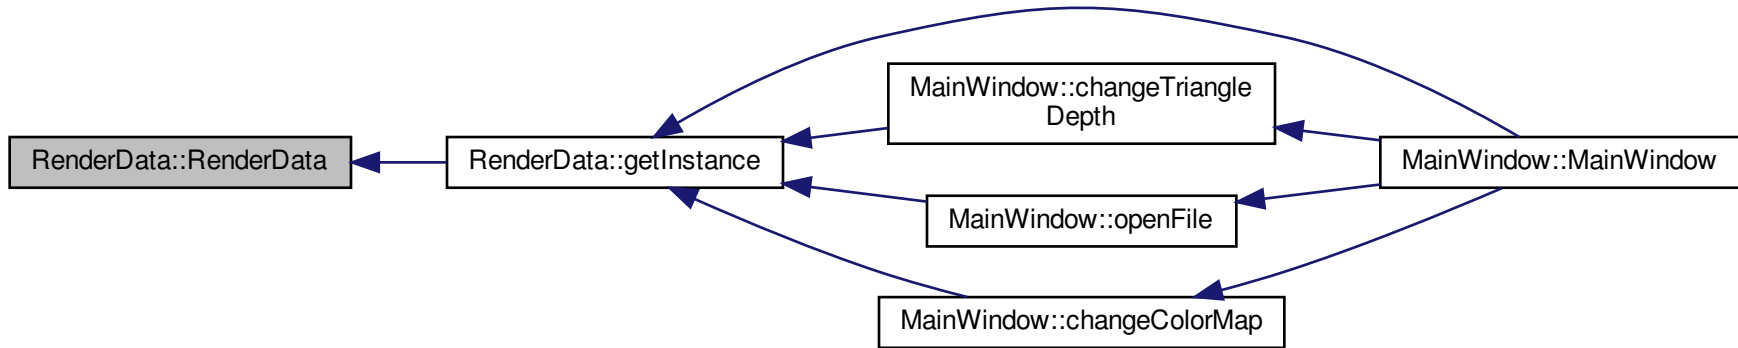 RenderData::RenderData
RenderData::getInstance
MainWindow::changeTriangle
Depth
MainWindow::openFile
MainWindow::changeColorMap
MainWindow::MainWindow